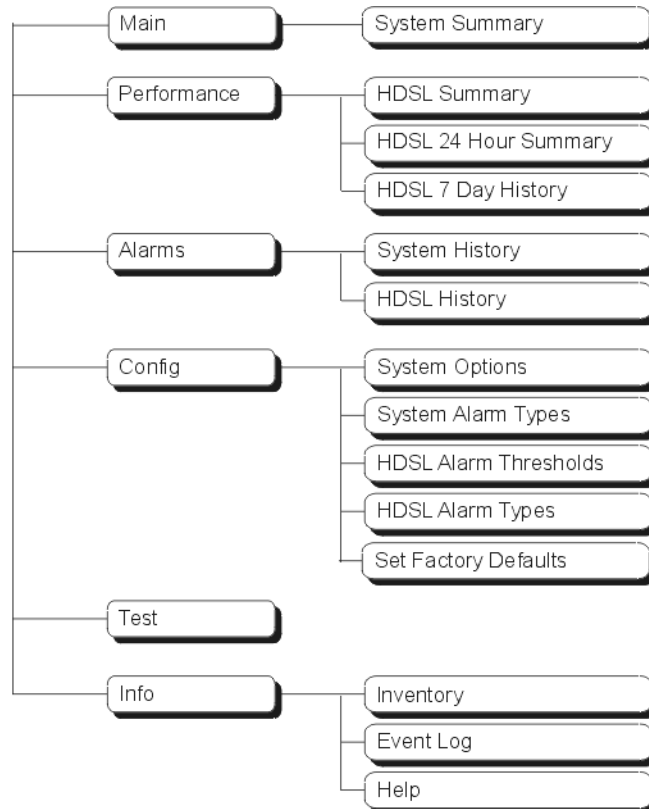 Main
System Summary
Performance
HDSL Summary
HDSL 24 Hour Summary
HDSL 7 Day History
Alarms
System History
HDSL History
Config
System Options
System Alarm Types
HDSL Alarm Thresholds
HDSL Alarm Types
Set Factory Defaults
Test
Info
Inventory
Event Log
Help